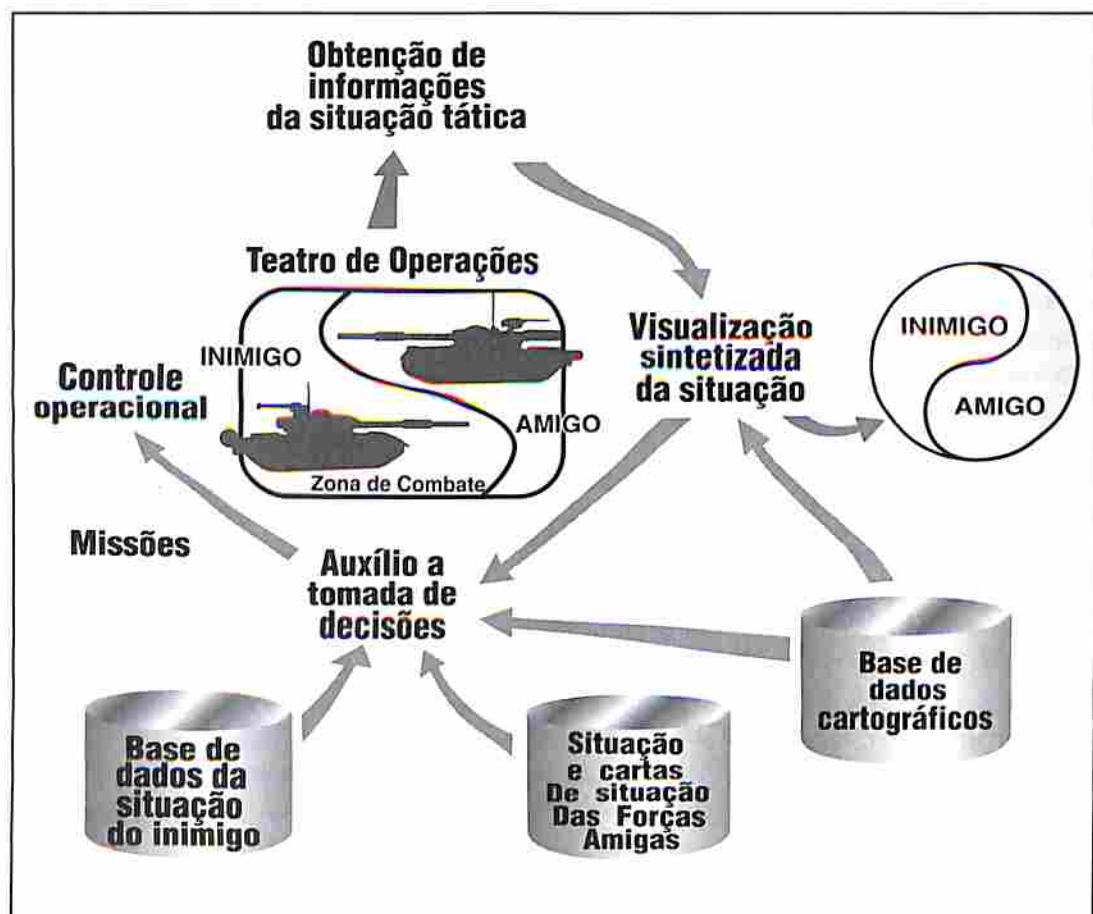 Obtenção de
informações
da situação tática
Teatro de Operações
INIMIGO
AMIGO
Zona de Combate
Controle
operacional
Visualização
sintetizada
da situação
INIMIGO
AMIGO
Missões
Auxílio a
tomada de
decisões
Base de
dados
cartográficos
Base de
dados da
situação
do inimigo
Situação
e cartas
De situação
Das Forças
Amigas